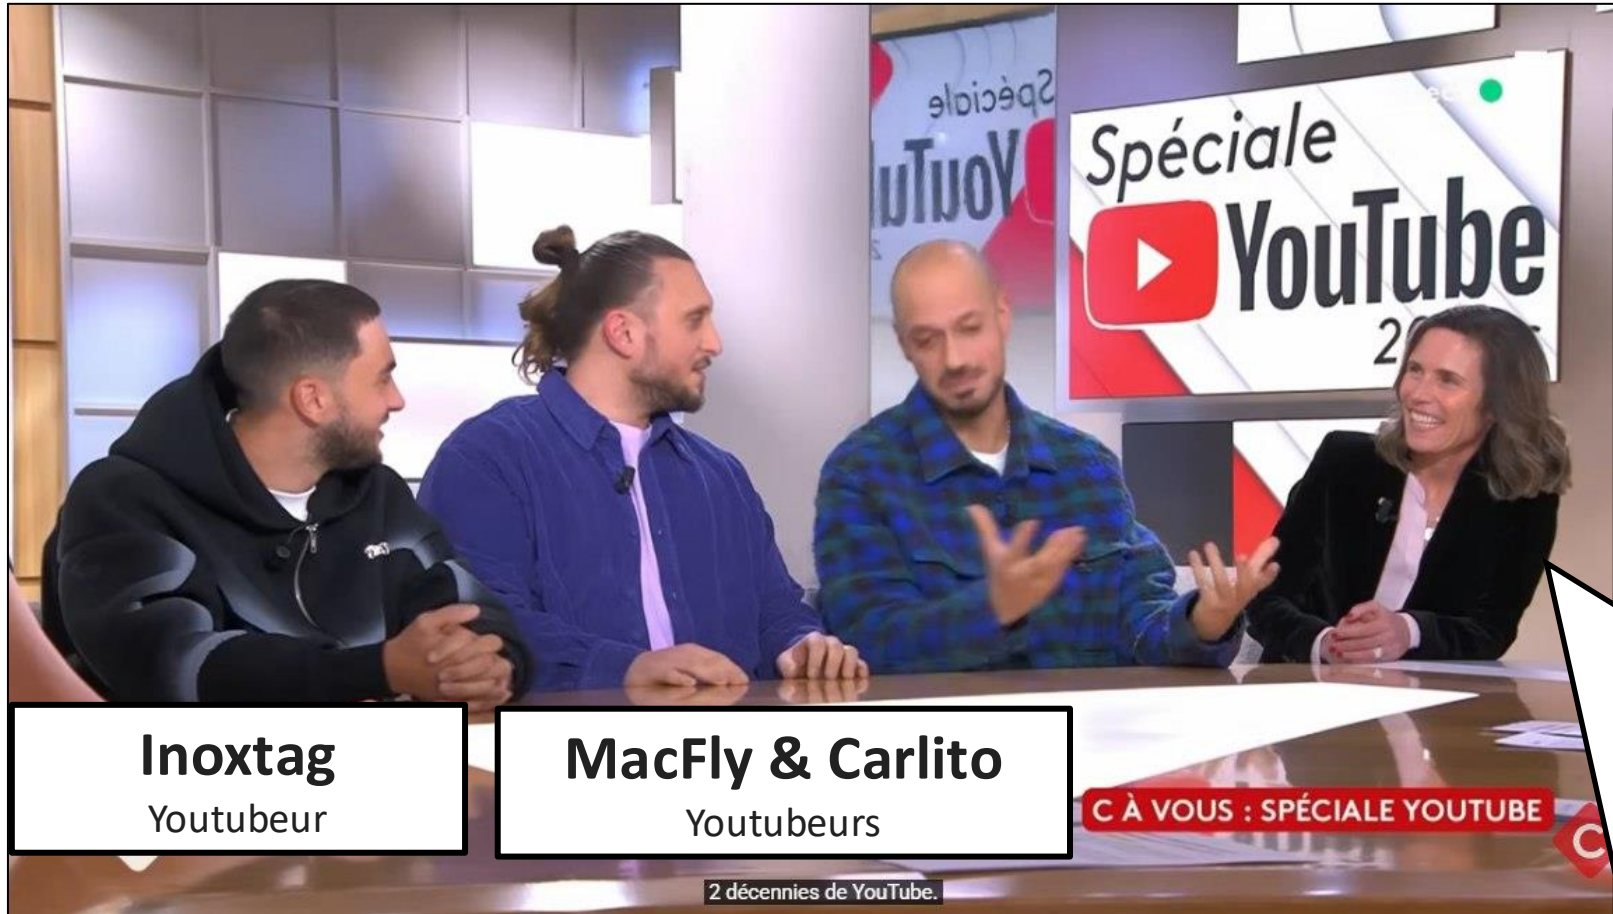 Spéciale
YouTube
Spéciale
YouTube
Inoxtag
Youtubeur
MacFly & Carlito
Youtubeurs
C À VOUS : SPÉCIALE YOUTUBE
C
2 décennies de YouTube.